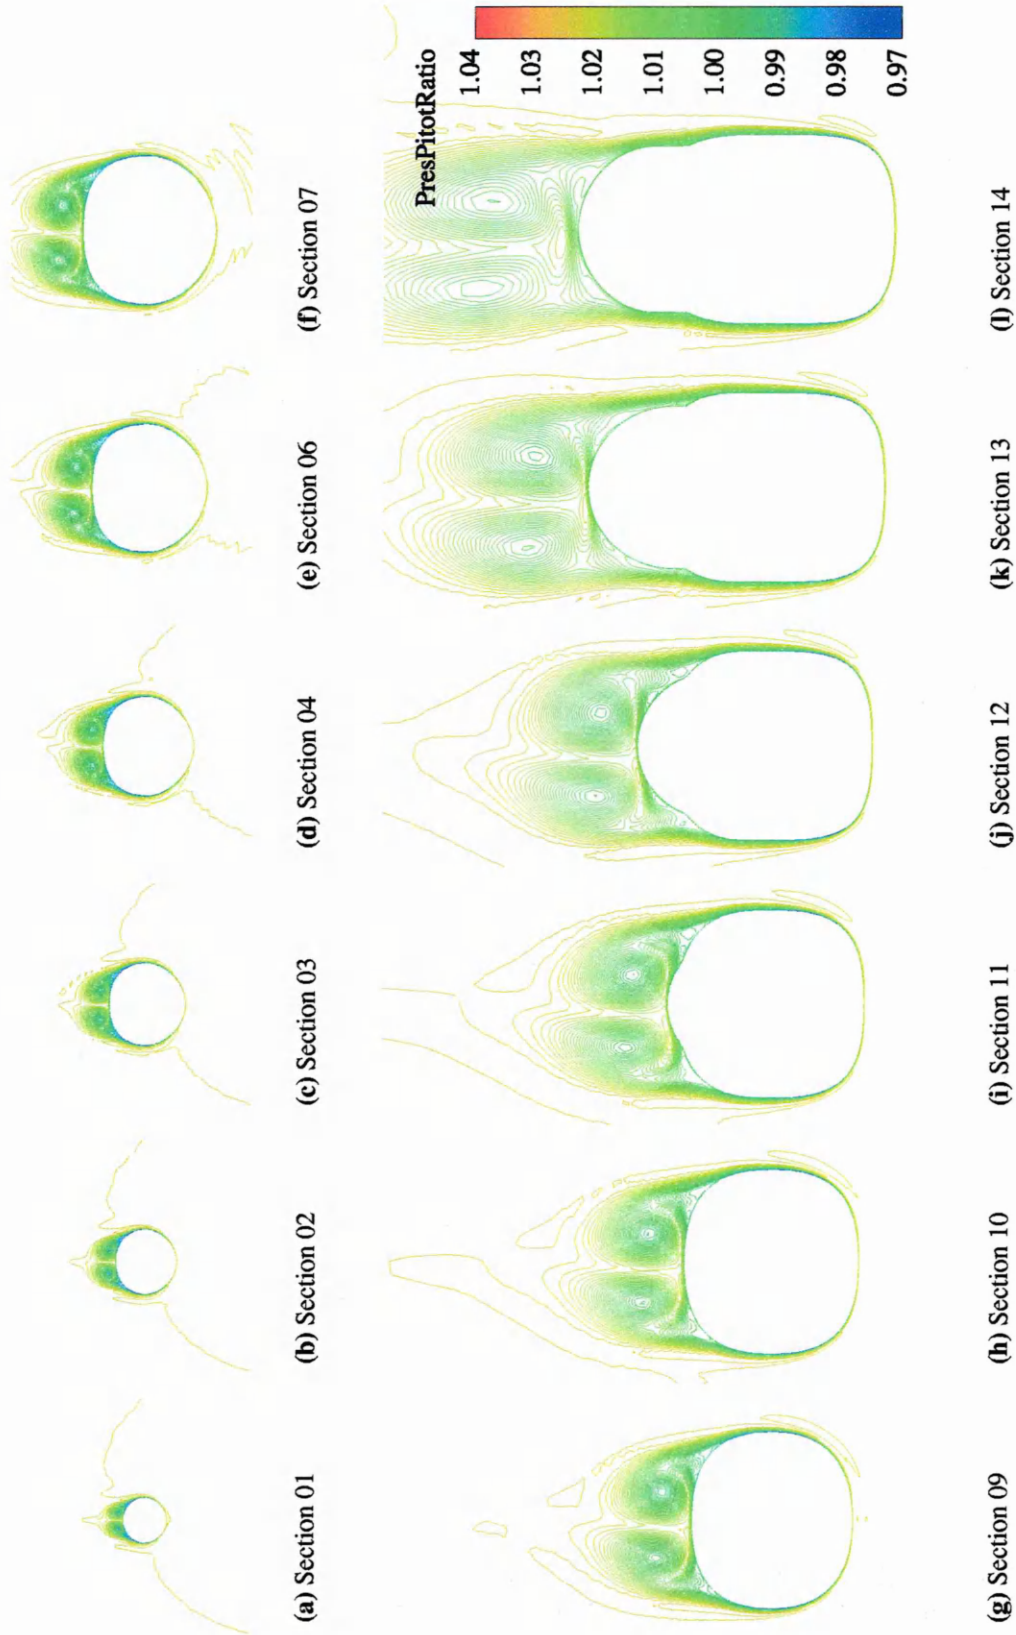 (a) Section 01
(b) Section 02
(c) Section 03
(d) Section 04
(e) Section 06
(f) Section 07
PresPitotRatio
1.04
1.03
1.02
1.01
1.00
0.99
0.98
0.97
(g) Section 09
(h) Section 10
(i) Section 11
(j) Section 12
(k) Section 13
(l) Section 14